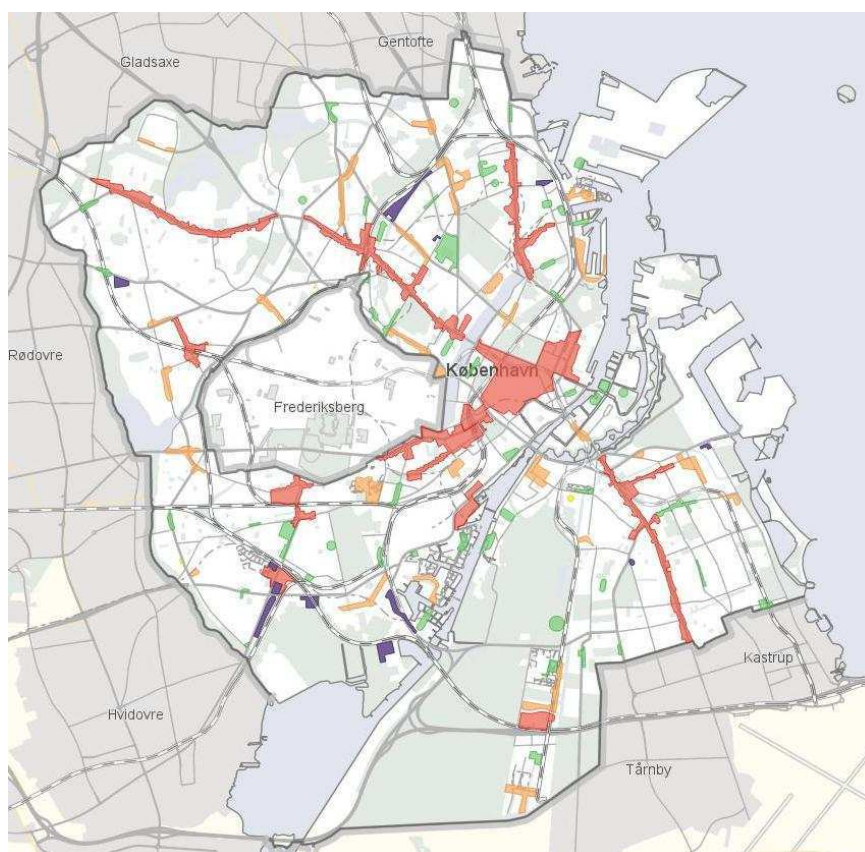 Gentofte
Gladsaxe
Rødovre
København
Frederiksberg
Kastrup
Hvidovre
Tårnby